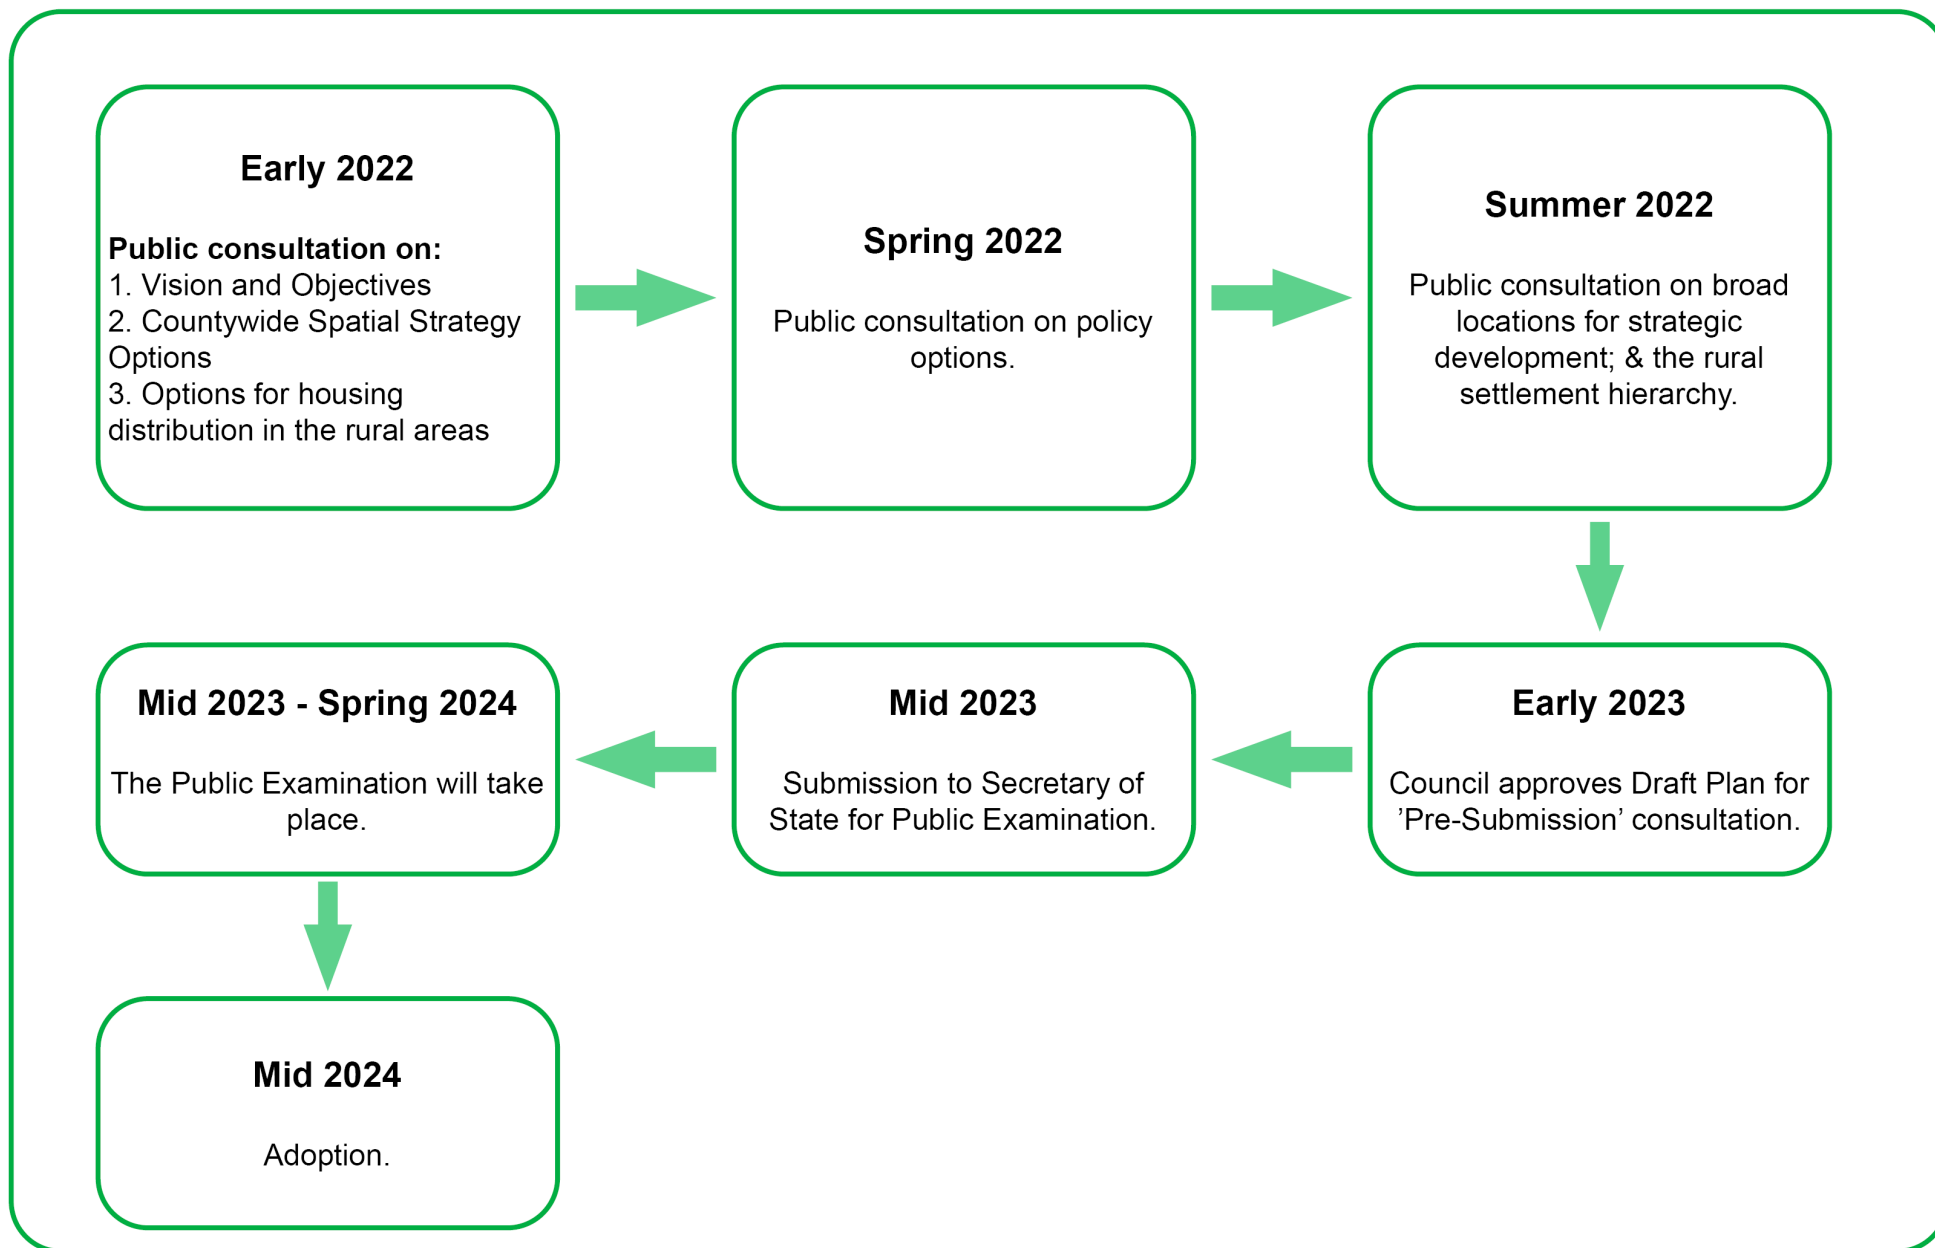 Early 2022
Public consultation on:
1. Vision and Objectives
2. Countywide Spatial Strategy
Options
3. Options for housing
distribution in the rural areas
Spring 2022
Public consultation on policy
options.
Summer 2022
Public consultation on broad
locations for strategic
development; & the rural
settlement hierarchy.
Early 2023
Council approves Draft Plan for
’Pre-Submission’ consultation.
Mid 2023
Submission to Secretary of
State for Public Examination.
Mid 2023 - Spring 2024
The Public Examination will take
place.
Mid 2024
Adoption.